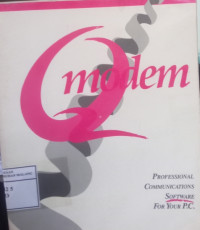 Qmodem
PROFESSIONAL
COMMUNICATIONS
SOFTWARE
FOR YOUR P.C.